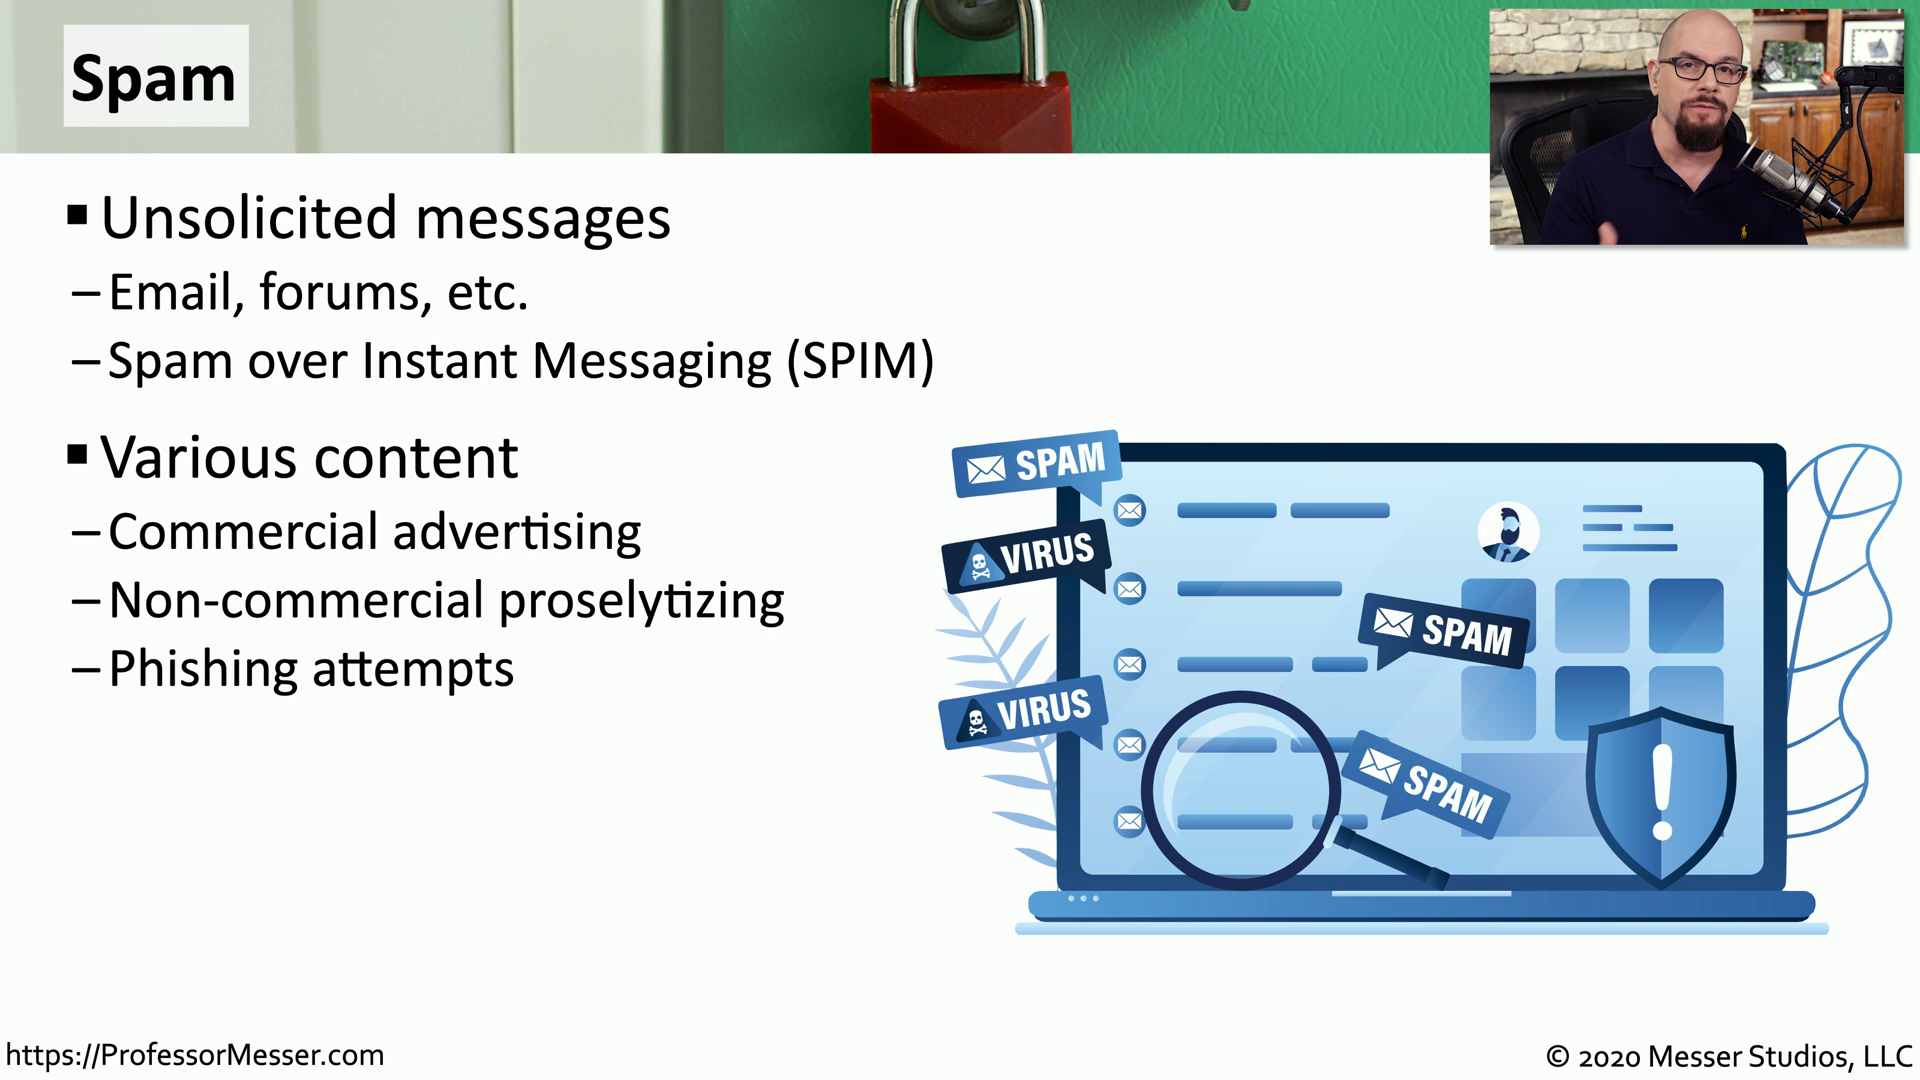 Spam
▪ Unsolicited messages
– Email, forums, etc.
– Spam over Instant Messaging (SPIM)
▪ Various content
– Commercial advertising
– Non-commercial proselytizing
– Phishing attempts
SPAM
VIRUS
SPAM
VIRUS
SPAM
https://ProfessorMesser.com
© 2020 Messer Studios, LLC